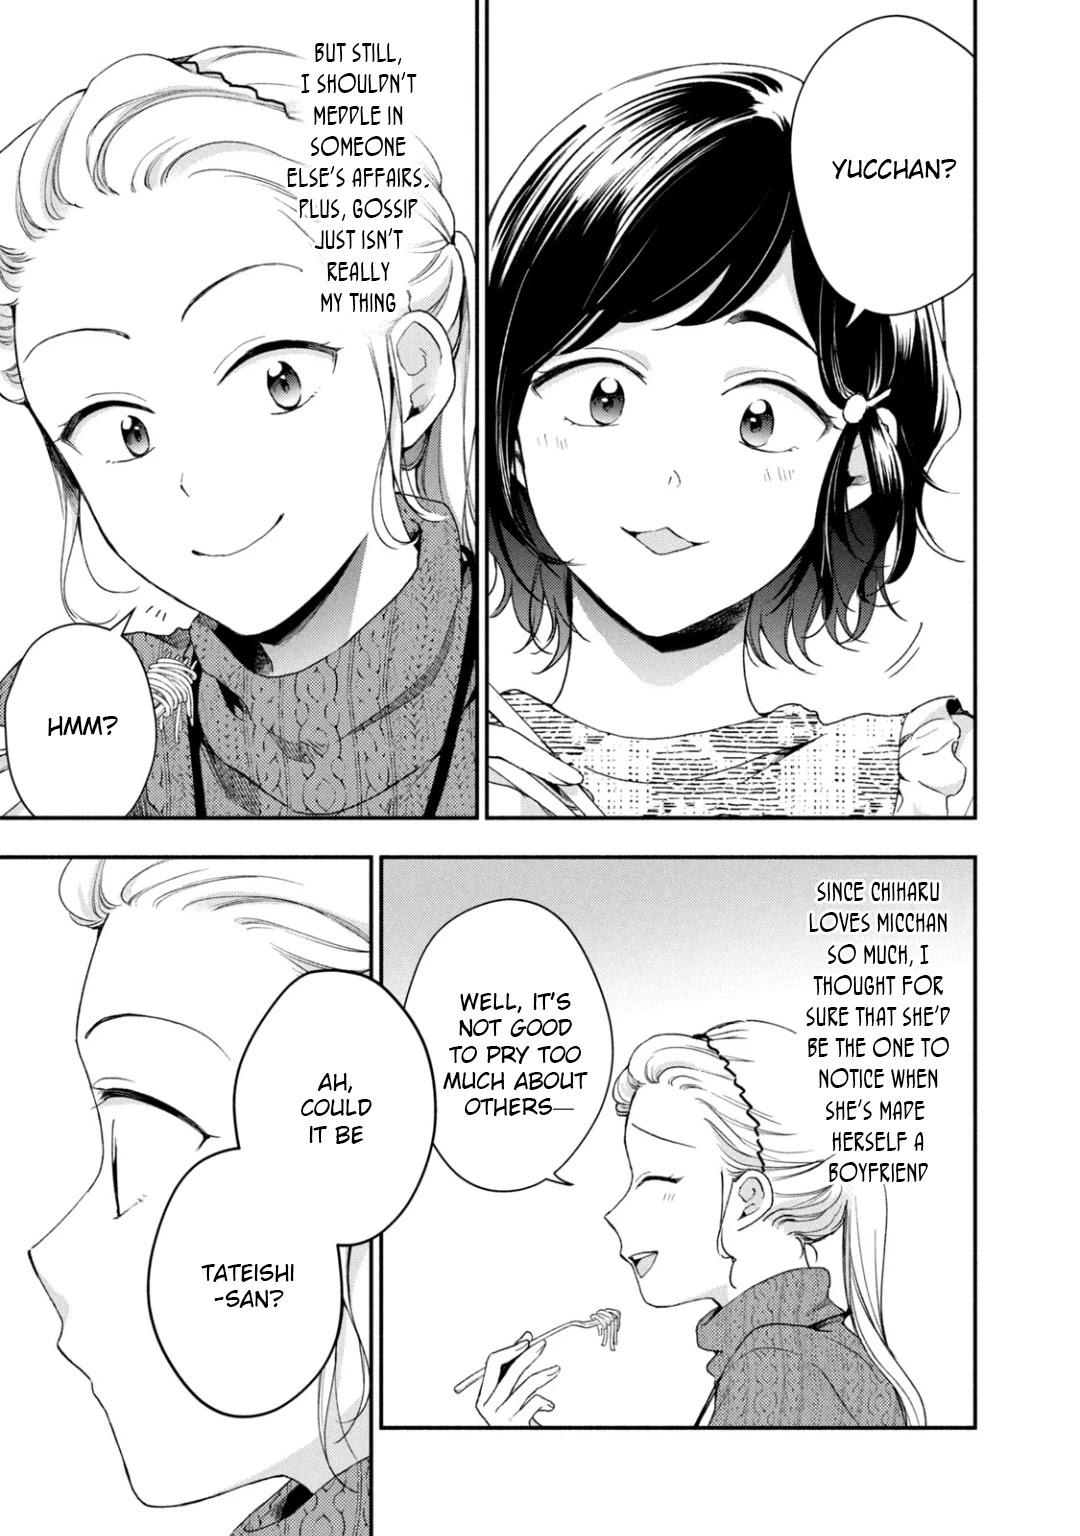 YUCCHAN?
BUT STILL,
I SHOULDN'T
MEDDLE IN
SOMEONE
ELSE'S AFFAIRS.
PLUS, GOSSIP
JUST ISN'T
REALLY
MY THING
HMM?
SINCE CHIHARU
LOVES MICCHAN
SO MUCH, I
THOUGHT FOR
SURE THAT SHE'D
BE THE ONE TO
NOTICE WHEN
SHE'S MADE
HERSELF A
BOYFRIEND
WELL, IT'S
NOT GOOD
TO PRY TOO
MUCH ABOUT
OTHERS—
AH,
COULD
IT BE
TATEISHI
-SAN?